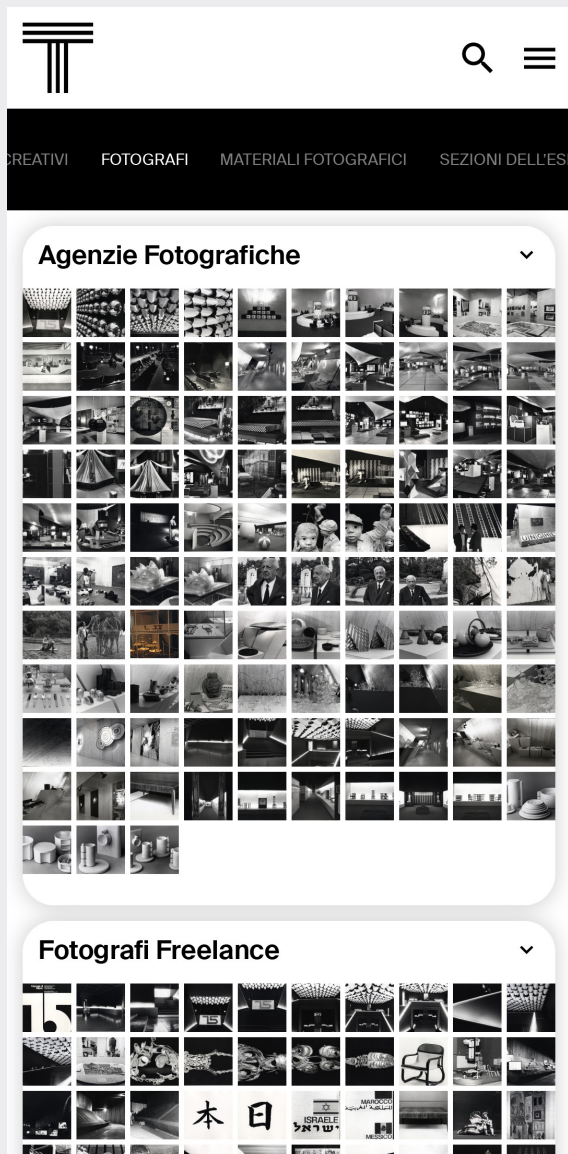 CREATIVI FOTOGRAFI MATERIALI FOTOGRAFICI SEZIONI DELL'ES
Agenzie Fotografiche
Fotografi Freelance
15
本 日
ISRAELE
ישראל
MAROCCO
MESSICO